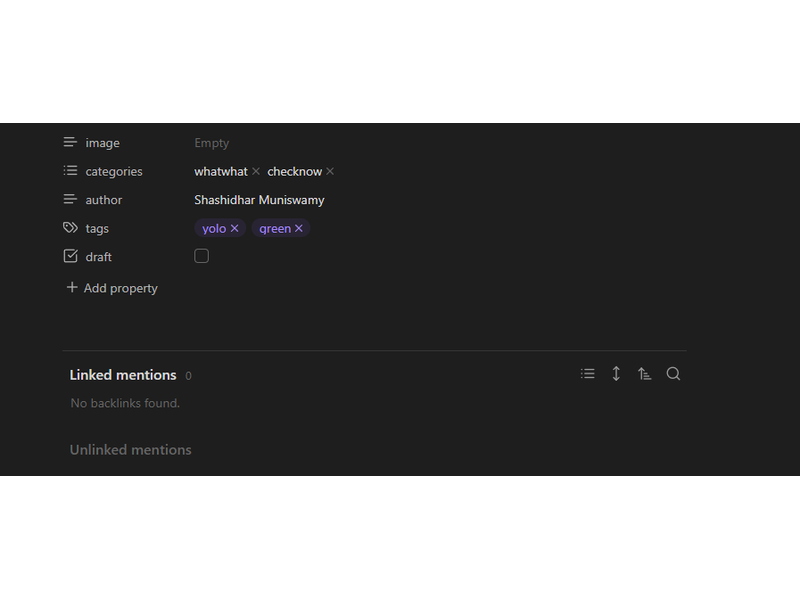 image Empty
categories whatwhat checknow
author Shashidhar Muniswamy
tags yolo green
draft
Add property
Linked mentions 0
No backlinks found.
Unlinked mentions